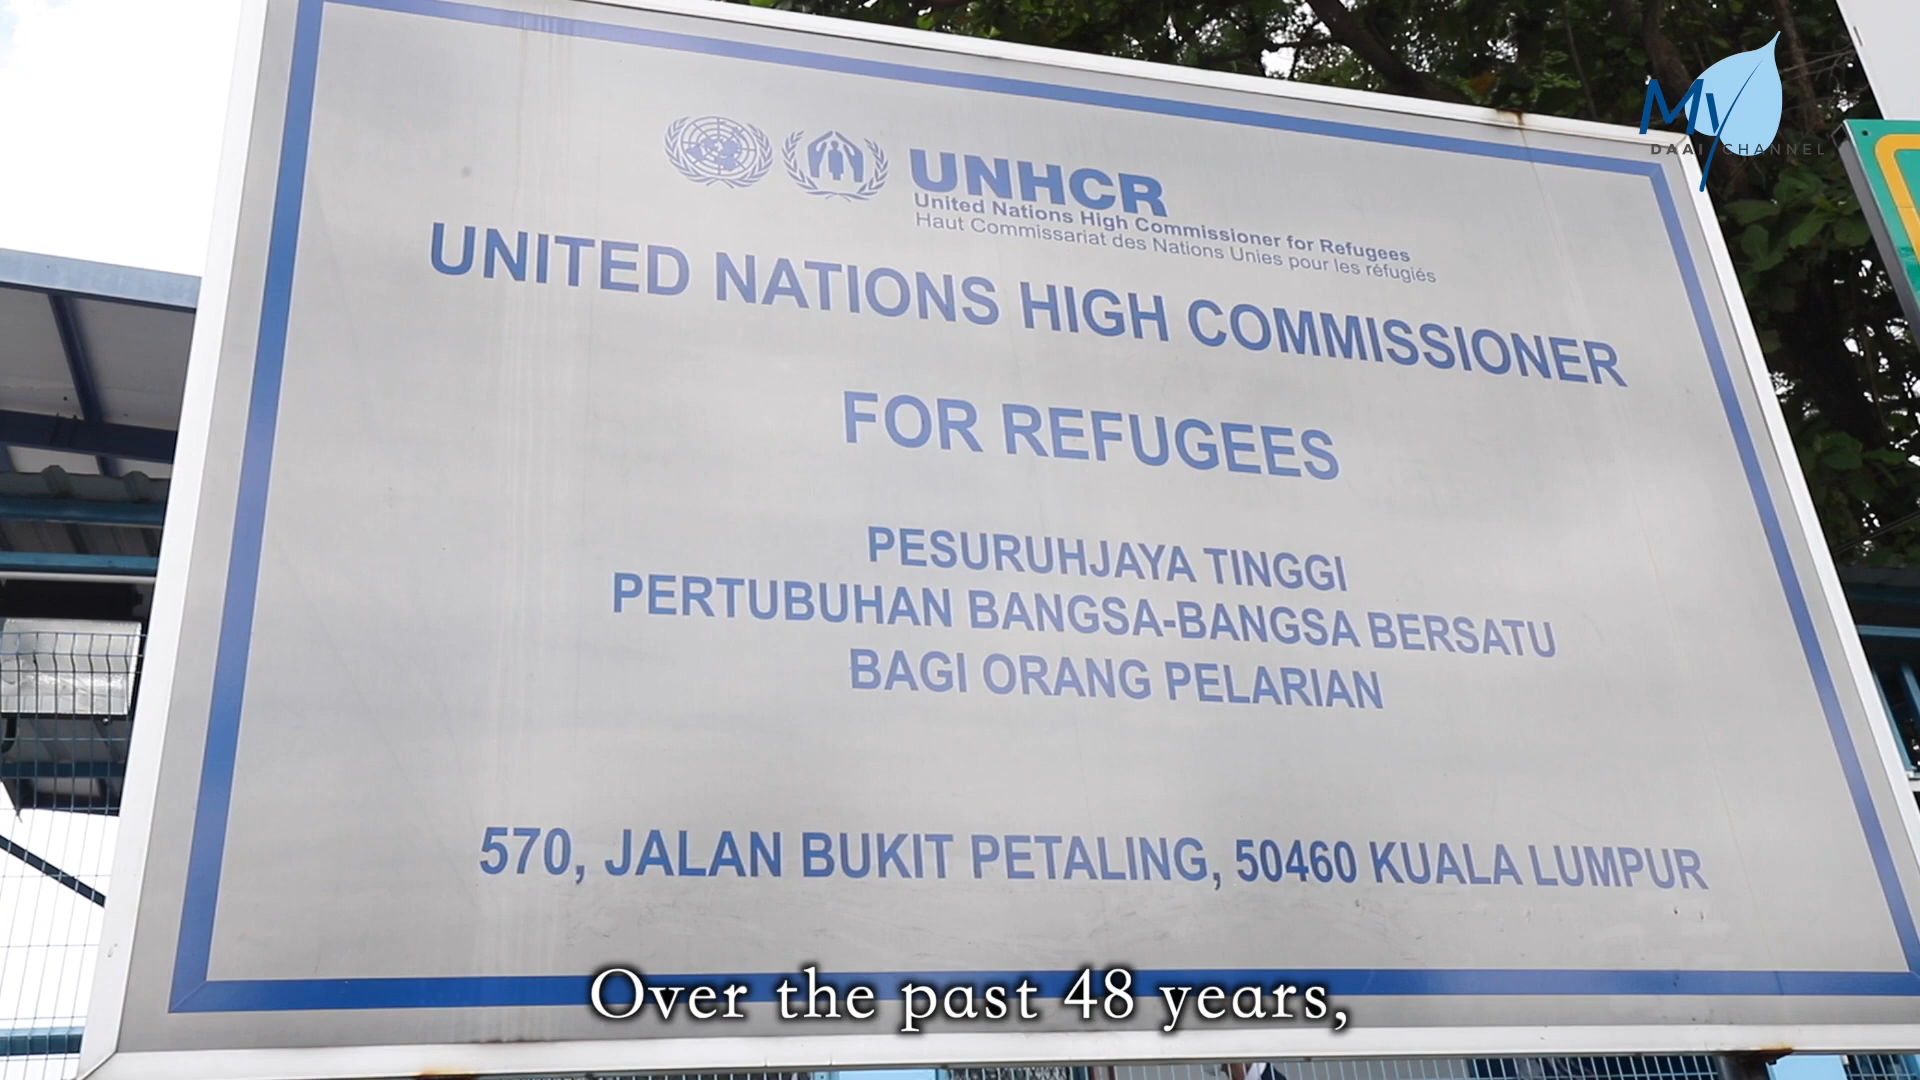 My
DAAI CHANNEL
UNHCR
United Nations High Commissioner for Refugees
Haut Commissariat des Nations Unies pour les réfugiés
UNITED NATIONS HIGH COMMISSIONER
FOR REFUGEES
PESURUHJAYA TINGGI
PERTUBUHAN BANGSA-BANGSA BERSATU
BAGI ORANG PELARIAN
570, JALAN BUKIT PETALING, 50460 KUALA LUMPUR
Over the past 48 years,